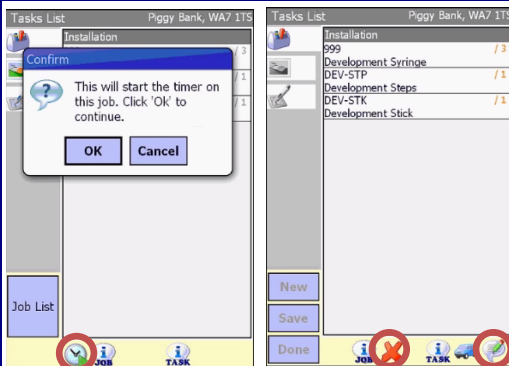 Tasks List Piggy Bank, WA7 1TS
Installation
/ 3
Confirm
This will start the timer on
this job. Click 'Ok' to
continue.
/ 1
/ 1
OK Cancel
Job List
JOB TASK
Tasks List Piggy Bank, WA7 1TS
Installation
999 / 3
Development Syringe
DEV-STP / 1
Development Steps
DEV-STK / 1
Development Stick
New
Save
Done
JOB TASK